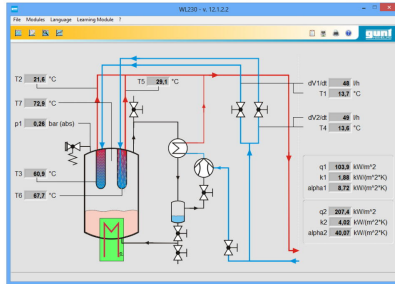 WL230 - v. 12.1.2.2
File Modules Language Learning Module ?
gunt
T2 21,6 °C
T5 29,1 °C
dV1/dt 48 l/h
T1 13,7 °C
T7 72,9 °C
p1 0,26 bar (abs)
dV2/dt 49 l/h
T4 13,6 °C
T3 60,9 °C
T6 67,7 °C
q1 103,9 kW/m^2
k1 1,88 kW/(m^2*K)
alpha1 8,72 kW/(m^2*K)
q2 207,4 kW/m^2
k2 4,02 kW/(m^2*K)
alpha2 40,07 kW/(m^2*K)